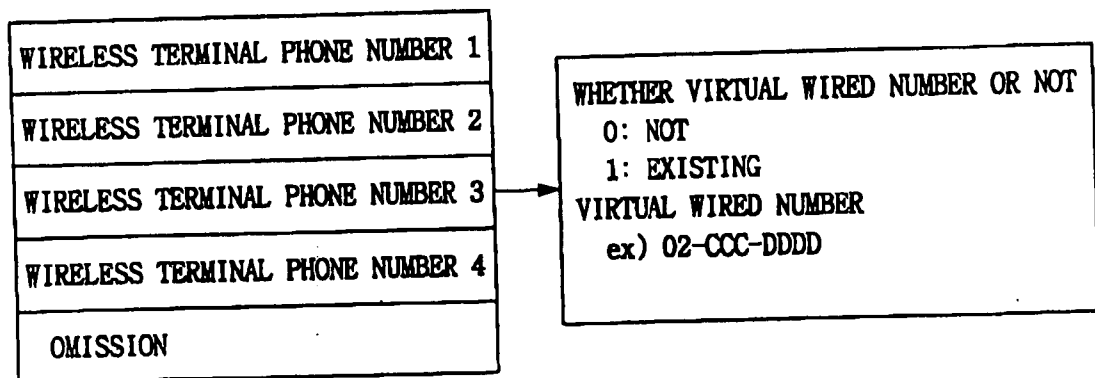 WIRELESS TERMINAL PHONE NUMBER 1
WIRELESS TERMINAL PHONE NUMBER 2
WIRELESS TERMINAL PHONE NUMBER 3
WIRELESS TERMINAL PHONE NUMBER 4
OMISSION
WHETHER VIRTUAL WIRED NUMBER OR NOT
0: NOT
1: EXISTING
VIRTUAL WIRED NUMBER
ex) 02-CCC-DDDD